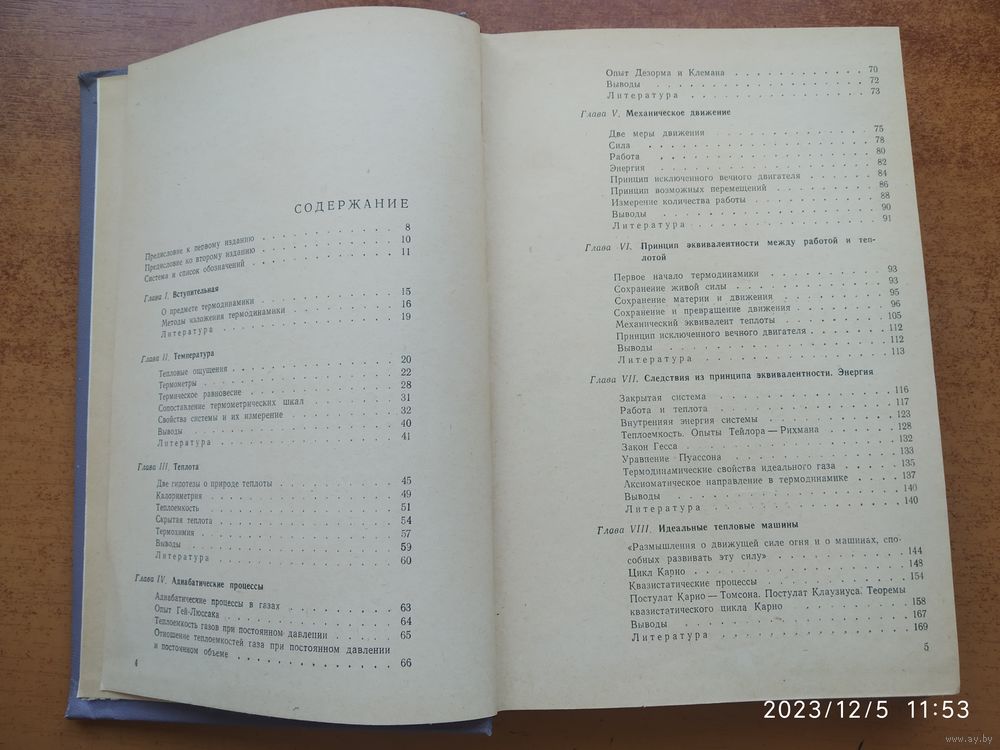 СОДЕРЖАНИЕ
Предисловие к первому изданию 8
Предисловие ко второму изданию 10
Система и список обозначений 11
Глава I. Вступительная
О предмете термодинамики 15
Методы изложения термодинамики 16
Литература 19
Глава II. Температура
Тепловые ощущения 20
Термометры 22
Термическое равновесие 28
Сопоставление термометрических шкал 31
Свойства системы и их измерение 32
Выводы 40
Литература 41
Глава III. Теплота
Две гипотезы о природе теплоты 45
Калориметрия 49
Теплоемкость 51
Скрытая теплота 54
Термохимия 57
Выводы 59
Литература 60
Глава IV. Адиабатические процессы
Адиабатические процессы в газах 63
Опыт Гей-Люссака 64
Теплоемкость газов при постоянном давлении 65
Отношение теплоемкостей газа при постоянном давлении
и постоянном объеме 66
4
Опыт Дезорма и Клемана 70
Выводы 72
Литература 73
Глава V. Механическое движение
Две меры движения 75
Сила 78
Работа 80
Энергия 82
Принцип исключенного вечного двигателя 84
Принцип возможных перемещений 86
Измерение количества работы 88
Выводы 90
Литература 91
Глава VI. Принцип эквивалентности между работой и теп-
лотой
Первое начало термодинамики 93
Сохранение живой силы 93
Сохранение материи и движения 95
Сохранение и превращение движения 96
Механический эквивалент теплоты 105
Принцип исключенного вечного двигателя 112
Выводы 112
Литература 113
Глава VII. Следствия из принципа эквивалентности. Энергия
Закрытая система 116
Работа и теплота 117
Внутренняя энергия системы 123
Теплоемкость. Опыты Тейлора — Рихмана 128
Закон Гесса 132
Уравнение Пуассона 133
Термодинамические свойства идеального газа 135
Аксиоматическое направление в термодинамике 137
Выводы 140
Литература 140
Глава VIII. Идеальные тепловые машины
«Размышления о движущей силе огня и о машинах, спо-
собных развивать эту силу» 144
Цикл Карно 148
Квазистатические процессы 154
Постулат Карно — Томсона. Постулат Клаузиуса. Теоремы
квазистатического цикла Карно 158
Выводы 167
Литература 169
5
2023/12/5 11:53
www.ay.by